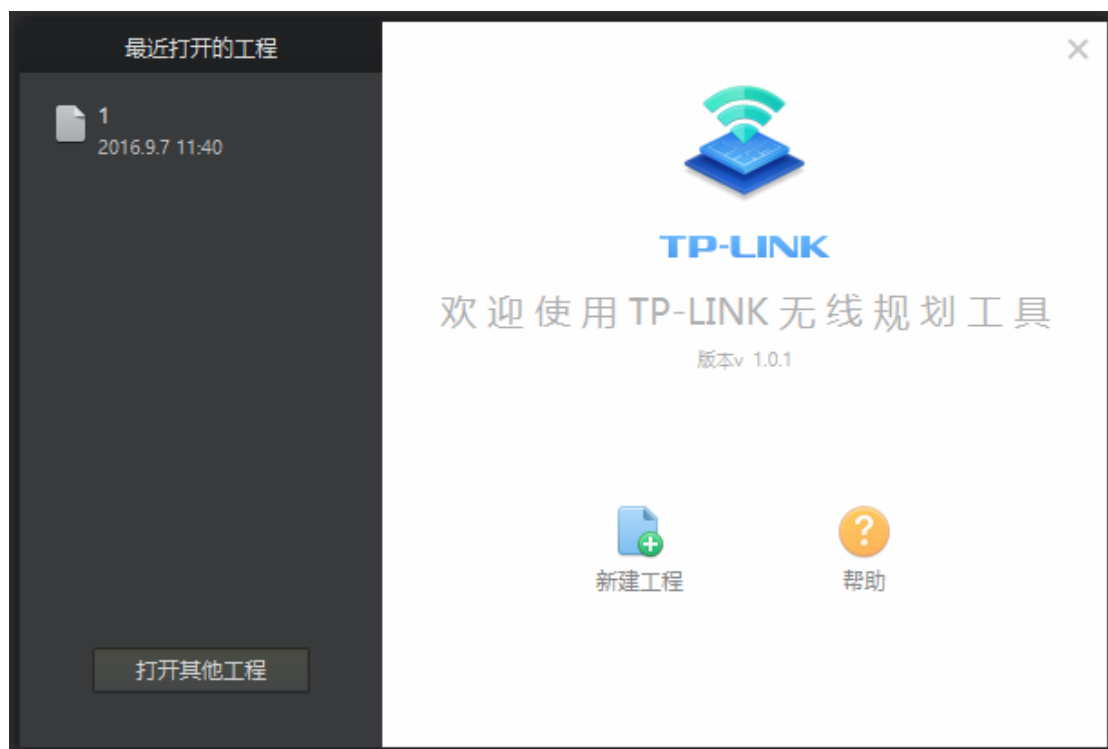 最近打开的工程
1
2016.9.7 11:40
打开其他工程
TP-LINK
欢迎使用TP-LINK无线规划工具
版本v 1.0.1
新建工程
帮助